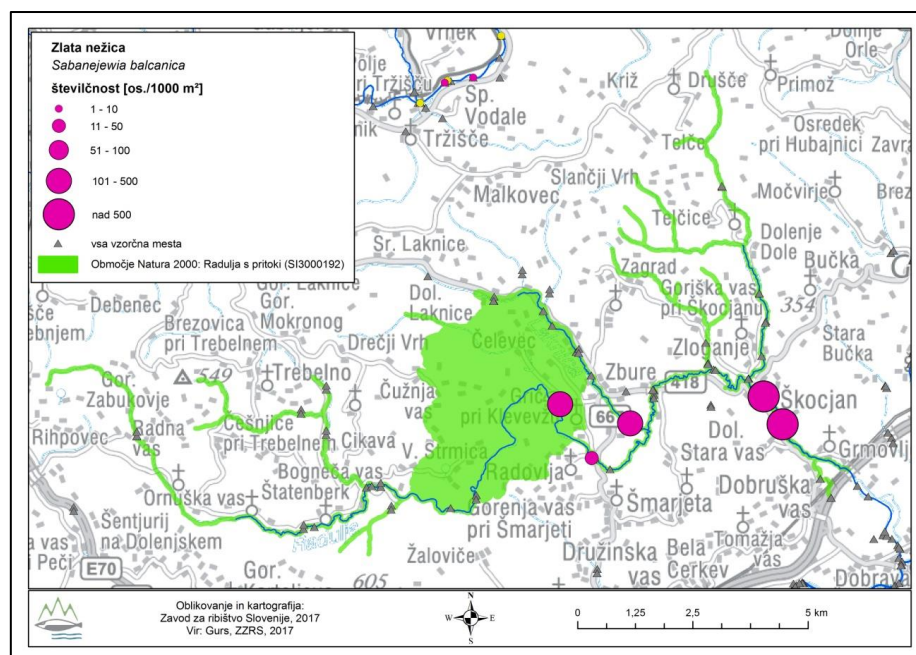 Zlata nežica
Sabanejewia balcanica
številčnost [os./1000 m²]
1 - 10
11 - 50
51 - 100
101 - 500
nad 500
vsa vzorčna mesta
Območje Natura 2000: Radulja s pritoki (SI3000192)
Vrhek
Tržišču
Tržišče
Sp.
Vodale
Križ
Drušče
Telče
Dolnje
Orle
Primož
Osredek
pri Hubajnici
Zavra
Malkovec
Slančji Vrh
Telčice
Močvirje
Sr. Laknice
Dolenje
Dole
Bučka
Zagrad
Goriška vas
pri Škocjanu
354
Stara
Bučka
Debenec
Gor. Laknice
Gor.
Mokronog
Dol.
Laknice
Brezovica
pri Trebelnem
Drečji Vrh
Čelevec
Zloganje
549
Trebelno
Čužnja
vas
Zbure
418
Gor.
Zabukovje
Češnjice
pri Trebelnem
Cikava
pri Klevevžu
66
Škocjan
Rihpovec
Radna
vas
V. Strmica
Radovlja
Dol.
Stara vas
Grmovlje
Bogneča vas
Štatenberk
Ornuška vas
Gorenja vas
pri Šmarjeti
Šmarjeta
Dobruška
vas
Šentjurij
na Dolenjskem
Žaloviče
Družinska
vas
Bela
Cerkev
Tomažja
vas
E70
Gor.
605
Dobrav
Oblikovanje in kartografija:
Zavod za ribištvo Slovenije, 2017
Vir: Gurs, ZZRS, 2017
N
W
E
S
0
1,25
2,5
5 km